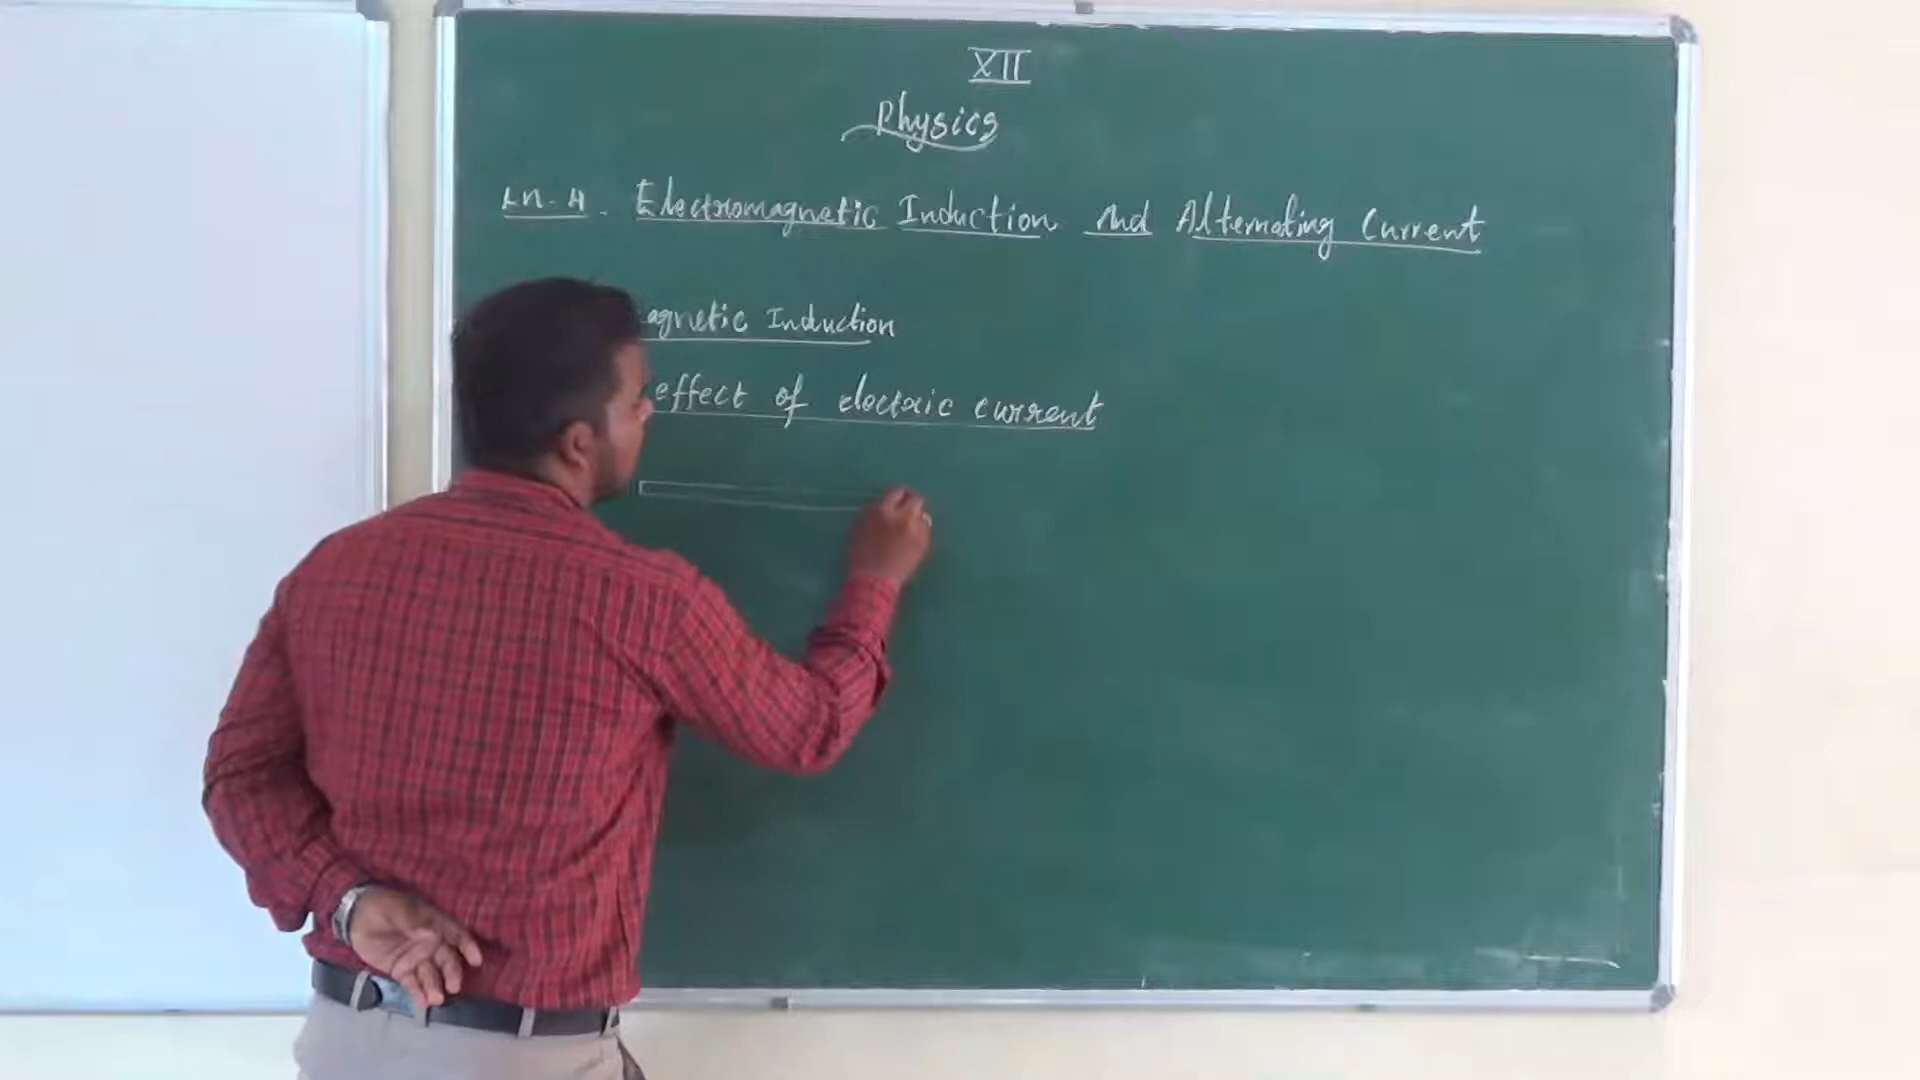 XII
Physics
Ln-4. Electromagnetic Induction And Alternating Current
agnetic Induction
effect of electric current